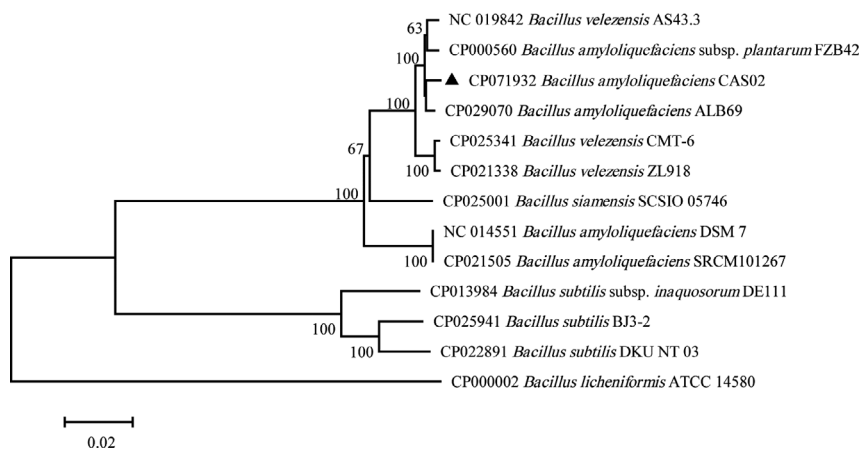 NC 019842 Bacillus velezensis AS43.3
63
CP000560 Bacillus amyloliquefaciens subsp. plantarum FZB42
100
CP071932 Bacillus amyloliquefaciens CAS02
100
CP029070 Bacillus amyloliquefaciens ALB69
CP025341 Bacillus velezensis CMT-6
67
100
CP021338 Bacillus velezensis ZL918
100
CP025001 Bacillus siamensis SCSIO 05746
NC 014551 Bacillus amyloliquefaciens DSM 7
100
CP021505 Bacillus amyloliquefaciens SRCM101267
CP013984 Bacillus subtilis subsp. inaquosorum DE111
100
CP025941 Bacillus subtilis BJ3-2
100
CP022891 Bacillus subtilis DKU NT 03
CP000002 Bacillus licheniformis ATCC 14580
0.02